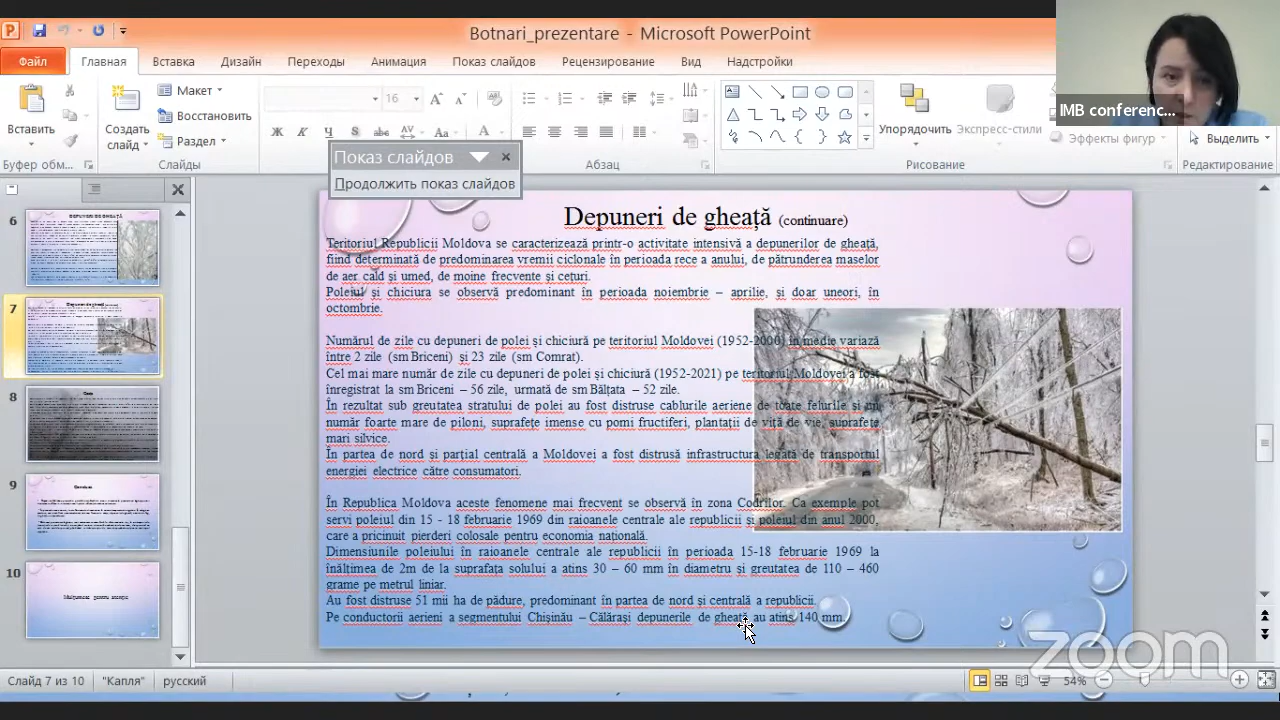 Botnari_prezentare - Microsoft PowerPoint
Файл Главная Вставка Дизайн Переходы Анимация Показ слайдов Рецензирование Вид Надстройки
IMB conferenc...
Вставить
Создать слайд
Макет
Восстановить
Раздел
16
Ж К Ч S abc AV Aa A
Упорядочить
Экспресс-стили
Эффекты фигур
Выделить
Буфер обм...
Слайды
Абзац
Рисование
Редактирование
Показ слайдов
Продолжить показ слайдов
6
7
8
9
10
Depuneri de gheață (continuare)
Teritoriul Republicii Moldova se caracterizează printr-o activitate intensivă a depunerilor de gheață,
fiind determinată de predominarea vremii ciclonale în perioada rece a anului, de pătrunderea maselor
de aer cald și umed, de moine frecvente și cețuri.
Poleiul și chiciura se observă predominant în perioada noiembrie – aprilie, și doar uneori, în
octombrie.
Numărul de zile cu depuneri de polei și chiciură pe teritoriul Moldovei (1952-2000) în medie variază
între 2 zile (sm Briceni) și zile (sm Comrat).
Cel mai mare număr de zile cu depuneri de polei și chiciură (1952-2021) pe teritoriul Moldovei a fost
înregistrat la sm Briceni – 56 zile, urmată de sm Bălțata – 52 zile.
În rezultat sub greutatea stratului de polei au fost distruse cablurile aeriene de toate felurile și un
număr foarte mare de piloni, suprafețe imense cu pomi fructiferi, plantații de viță de vie, suprafețe
mari silvice.
În partea de nord și parțial centrală a Moldovei a fost distrusă infrastructura legată de transportul
energiei electrice către consumatori.
În Republica Moldova aceste fenomene mai frecvent se observă în zona Codrilor. Ca exemple pot
servi poleiul din 15 - 18 februarie 1969 din raioanele centrale ale republicii și poleiul din anul 2000,
care a pricinuit pierderi colosale pentru economia națională.
Dimensiunile poleiului în raioanele centrale ale republicii în perioada 15-18 februarie 1969 la
înălțimea de 2m de la suprafața solului a atins 30 – 60 mm în diametru și greutatea de 110 – 460
grame pe metrul liniar.
Au fost distruse 51 mii ha de pădure, predominant în partea de nord și centrală a republicii.
Pe conductorii aerieni a segmentului Chișinău – Călărași depunerile de gheață au atins 140 mm.
zoom
Слайд 7 из 10 "Капля" русский 54%